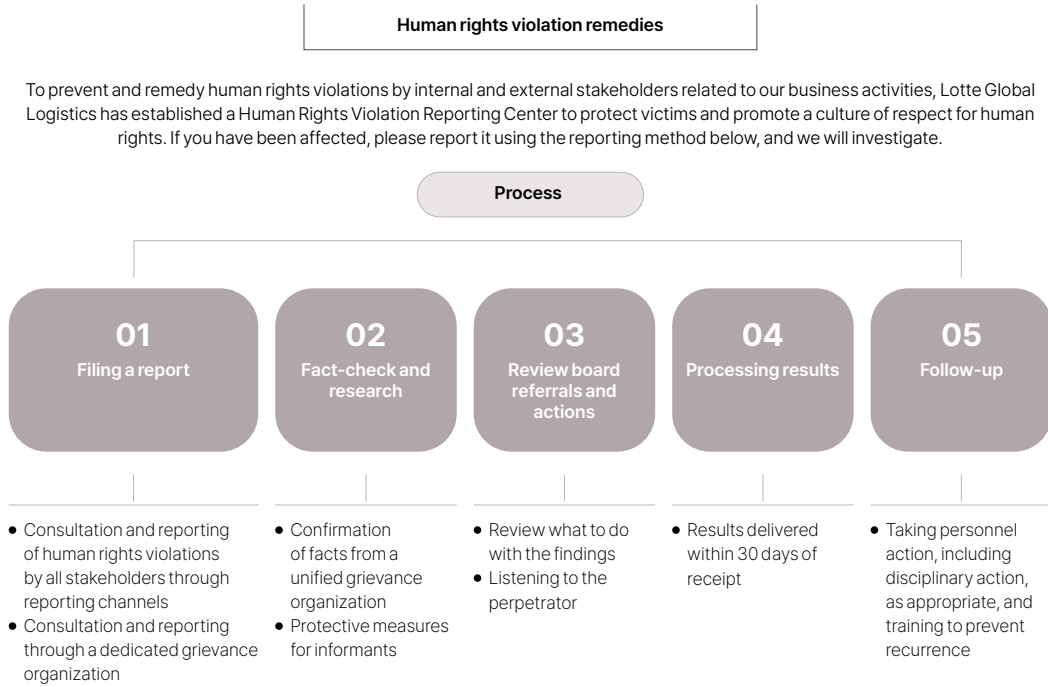 Human rights violation remedies
To prevent and remedy human rights violations by internal and external stakeholders related to our business activities, Lotte Global
Logistics has established a Human Rights Violation Reporting Center to protect victims and promote a culture of respect for human
rights. If you have been affected, please report it using the reporting method below, and we will investigate.
Process
01
Filing a report
02
Fact-check and
research
03
Review board
referrals and
actions
04
Processing results
05
Follow-up
• Consultation and reporting
of human rights violations
by all stakeholders through
reporting channels
• Consultation and reporting
through a dedicated grievance
organization
• Confirmation
of facts from a
unified grievance
organization
• Protective measures
for informants
• Review what to do
with the findings
• Listening to the
perpetrator
• Results delivered
within 30 days of
receipt
• Taking personnel
action, including
disciplinary action,
as appropriate, and
training to prevent
recurrence